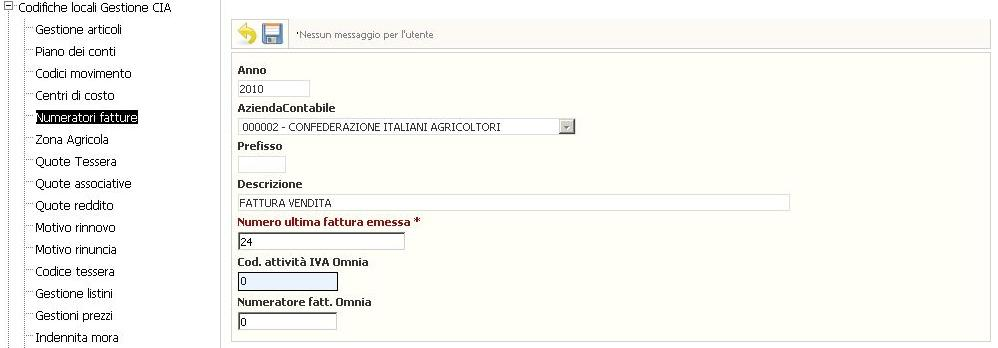 Codifiche locali Gestione CIA
Gestione articoli
Piano dei conti
Codici movimento
Centri di costo
Numeratori fatture
Zona Agricola
Quote Tessera
Quote associative
Quote reddito
Motivo rinnovo
Motivo rinuncia
Codice tessera
Gestione listini
Gestioni prezzi
Indennita mora
·Nessun messaggio per l'utente
Anno
2010
AziendaContabile
000002 - CONFEDERAZIONE ITALIANI AGRICOLTORI
Prefisso
Descrizione
FATTURA VENDITA
Numero ultima fattura emessa *
24
Cod. attività IVA Omnia
0
Numeratore fatt. Omnia
0